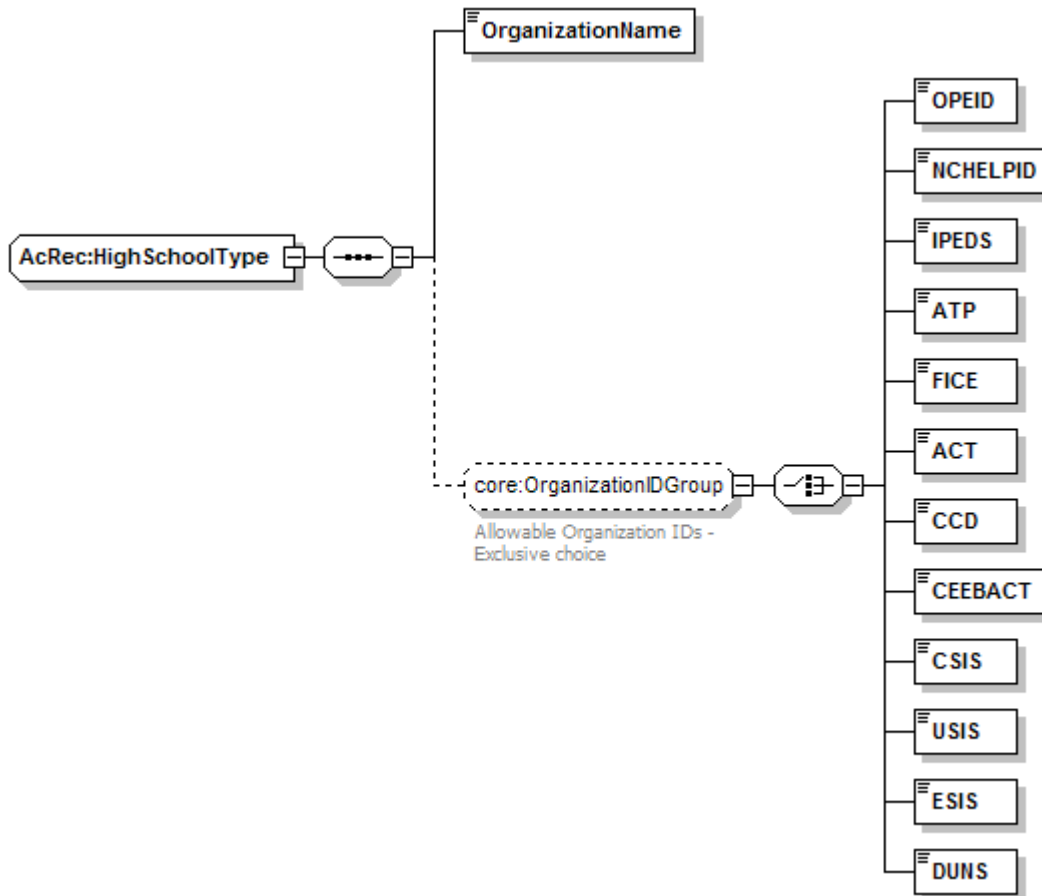 OrganizationName
OPEID
NCHELPID
IPEDS
AcRec:HighSchoolType
ATP
FICE
ACT
core:OrganizationIDGroup
Allowable Organization IDs -
Exclusive choice
CCD
CEEBACT
CSIS
USIS
ESIS
DUNS